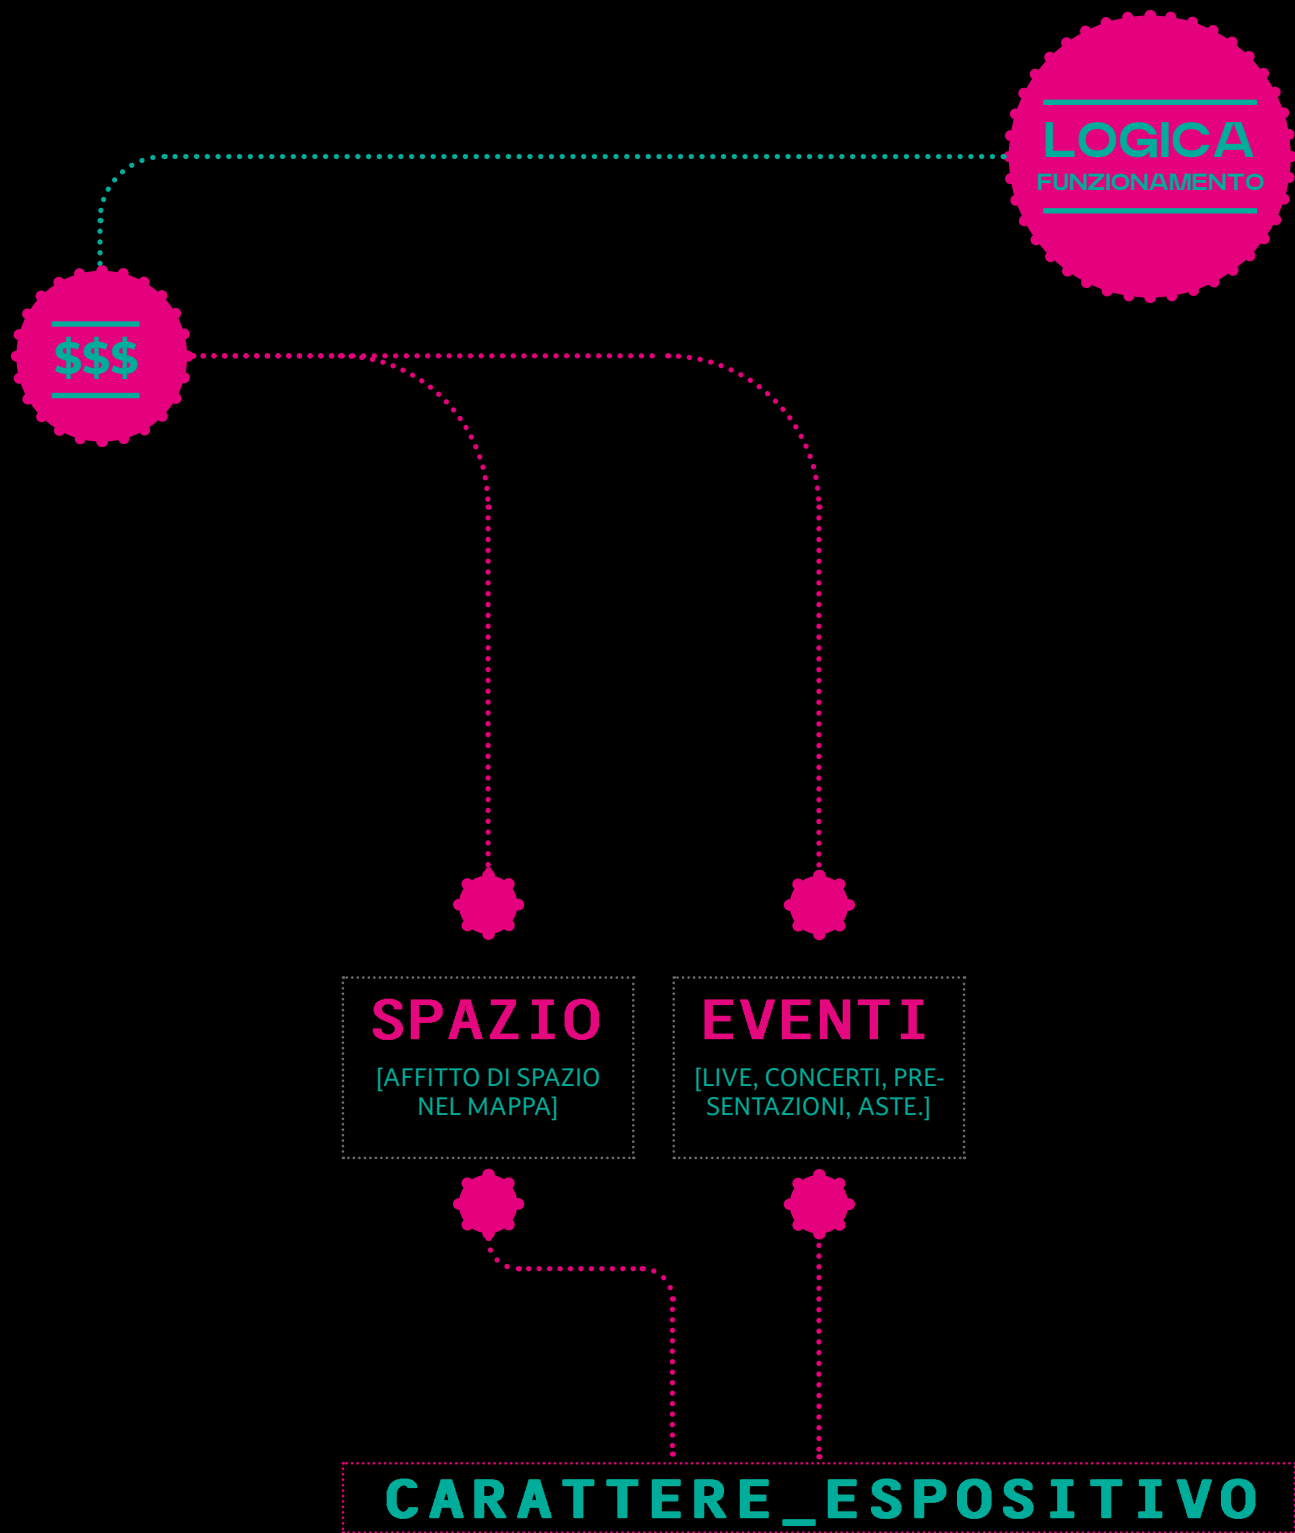 LOGICA
FUNZIONAMENTO
$$$
SPAZIO
[AFFITTO DI SPAZIO
NEL MAPPA]
EVENTI
[LIVE, CONCERTI, PRE-
SENTAZIONI, ASTE.]
CARATTERE_ESPOSITIVO